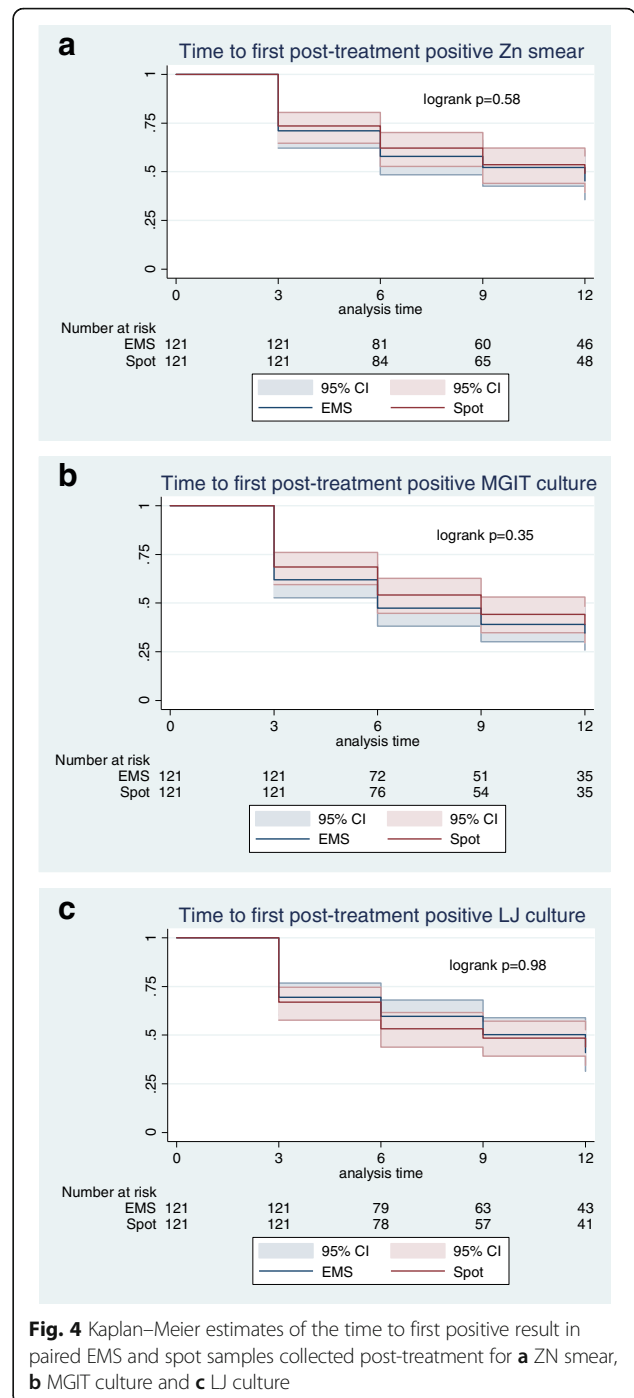 a
Time to first post-treatment positive Zn smear
logrank p=0.58
1
.75
.5
.25
0
0 3 6 9 12
analysis time
Number at risk
EMS 121 121 81 60 46
Spot 121 121 84 65 48
95% CI 95% CI
EMS Spot
b
Time to first post-treatment positive MGIT culture
logrank p=0.35
1
.75
.5
.25
0
0 3 6 9 12
analysis time
Number at risk
EMS 121 121 72 51 35
Spot 121 121 76 54 35
95% CI 95% CI
EMS Spot
c
Time to first post-treatment positive LJ culture
logrank p=0.98
1
.75
.5
.25
0
0 3 6 9 12
analysis time
Number at risk
EMS 121 121 79 63 43
Spot 121 121 78 57 41
95% CI 95% CI
EMS Spot
Fig. 4 Kaplan–Meier estimates of the time to first positive result in
paired EMS and spot samples collected post-treatment for a ZN smear,
b MGIT culture and c LJ culture